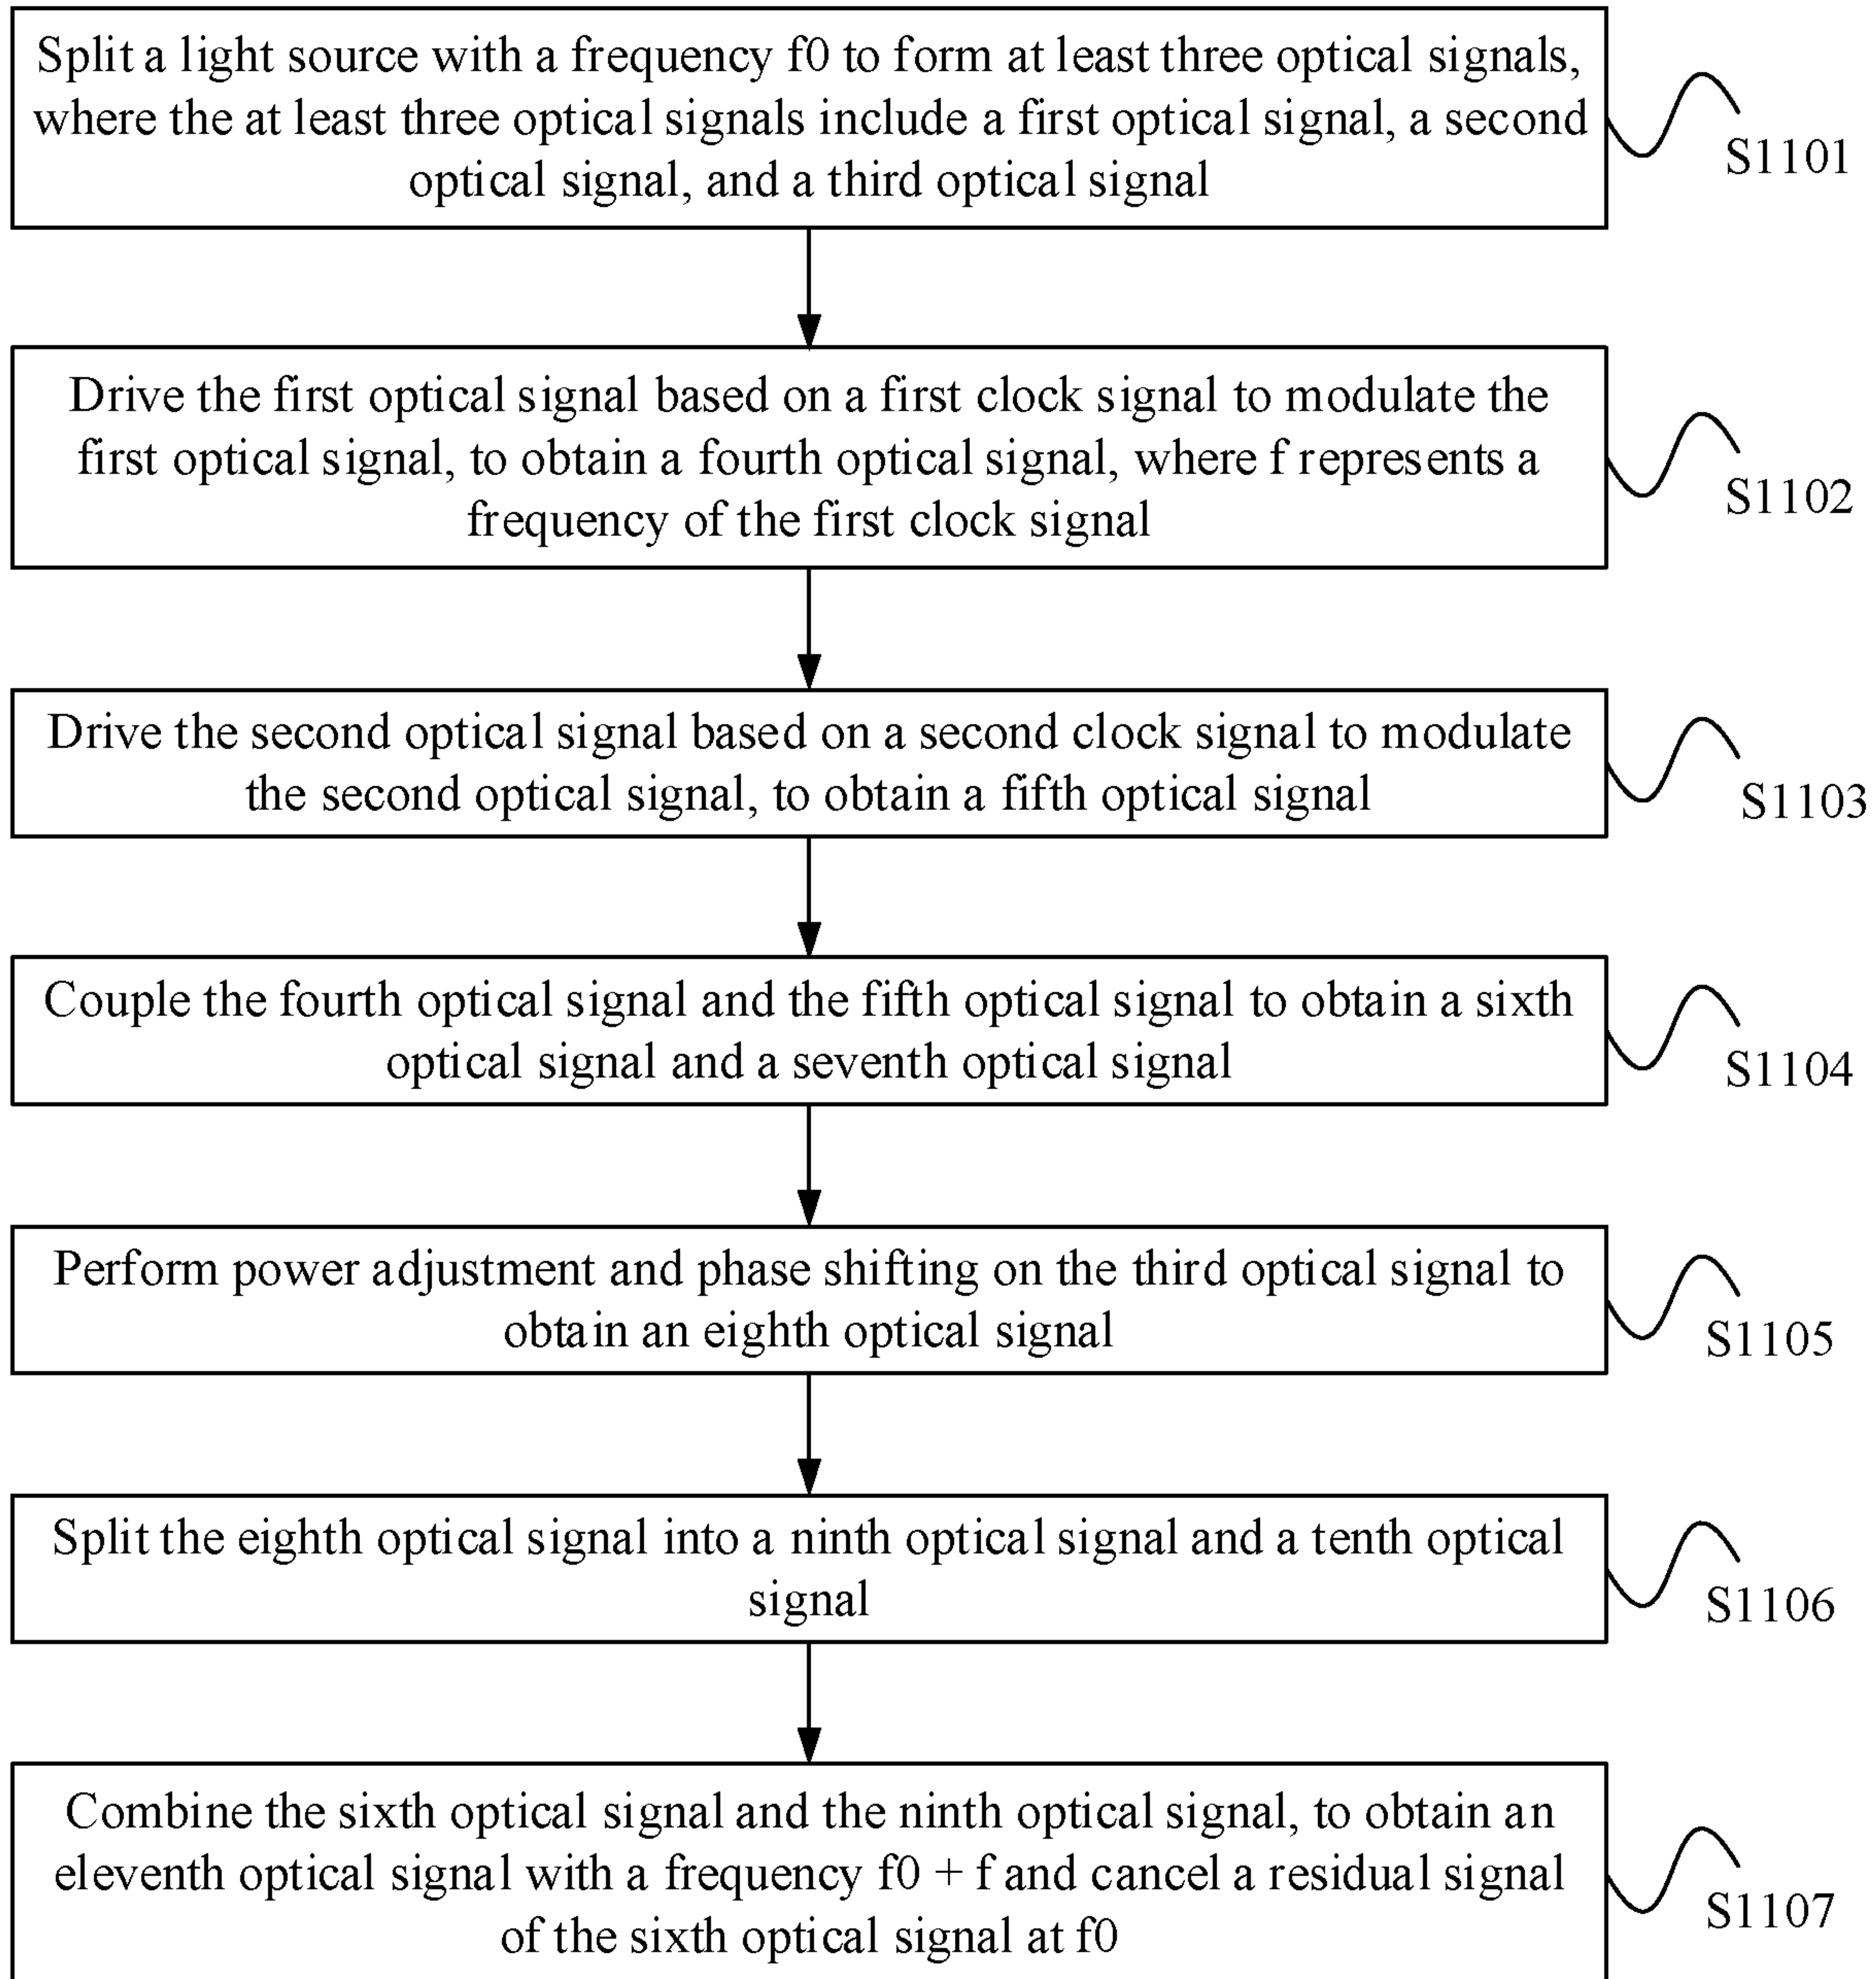 Split a light source with a frequency f0 to form at least three optical signals,
where the at least three optical signals include a first optical signal, a second
optical signal, and a third optical signal
S1101
Drive the first optical signal based on a first clock signal to modulate the
first optical signal, to obtain a fourth optical signal, where f represents a
frequency of the first clock signal
S1102
Drive the second optical signal based on a second clock signal to modulate
the second optical signal, to obtain a fifth optical signal
S1103
Couple the fourth optical signal and the fifth optical signal to obtain a sixth
optical signal and a seventh optical signal
S1104
Perform power adjustment and phase shifting on the third optical signal to
obtain an eighth optical signal
S1105
Split the eighth optical signal into a ninth optical signal and a tenth optical
signal
S1106
Combine the sixth optical signal and the ninth optical signal, to obtain an
eleventh optical signal with a frequency f0 + f and cancel a residual signal
of the sixth optical signal at f0
S1107